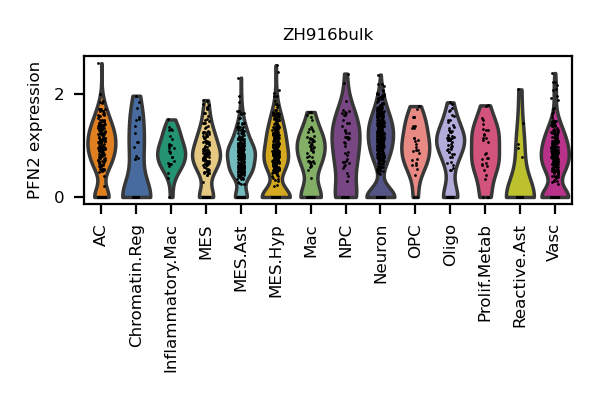 ZH916bulk
PFN2 expression
2
0
AC
Chromatin.Reg
Inflammatory.Mac
MES
MES.Ast
MES.Hyp
Mac
NPC
Neuron
OPC
Oligo
Prolif.Metab
Reactive.Ast
Vasc